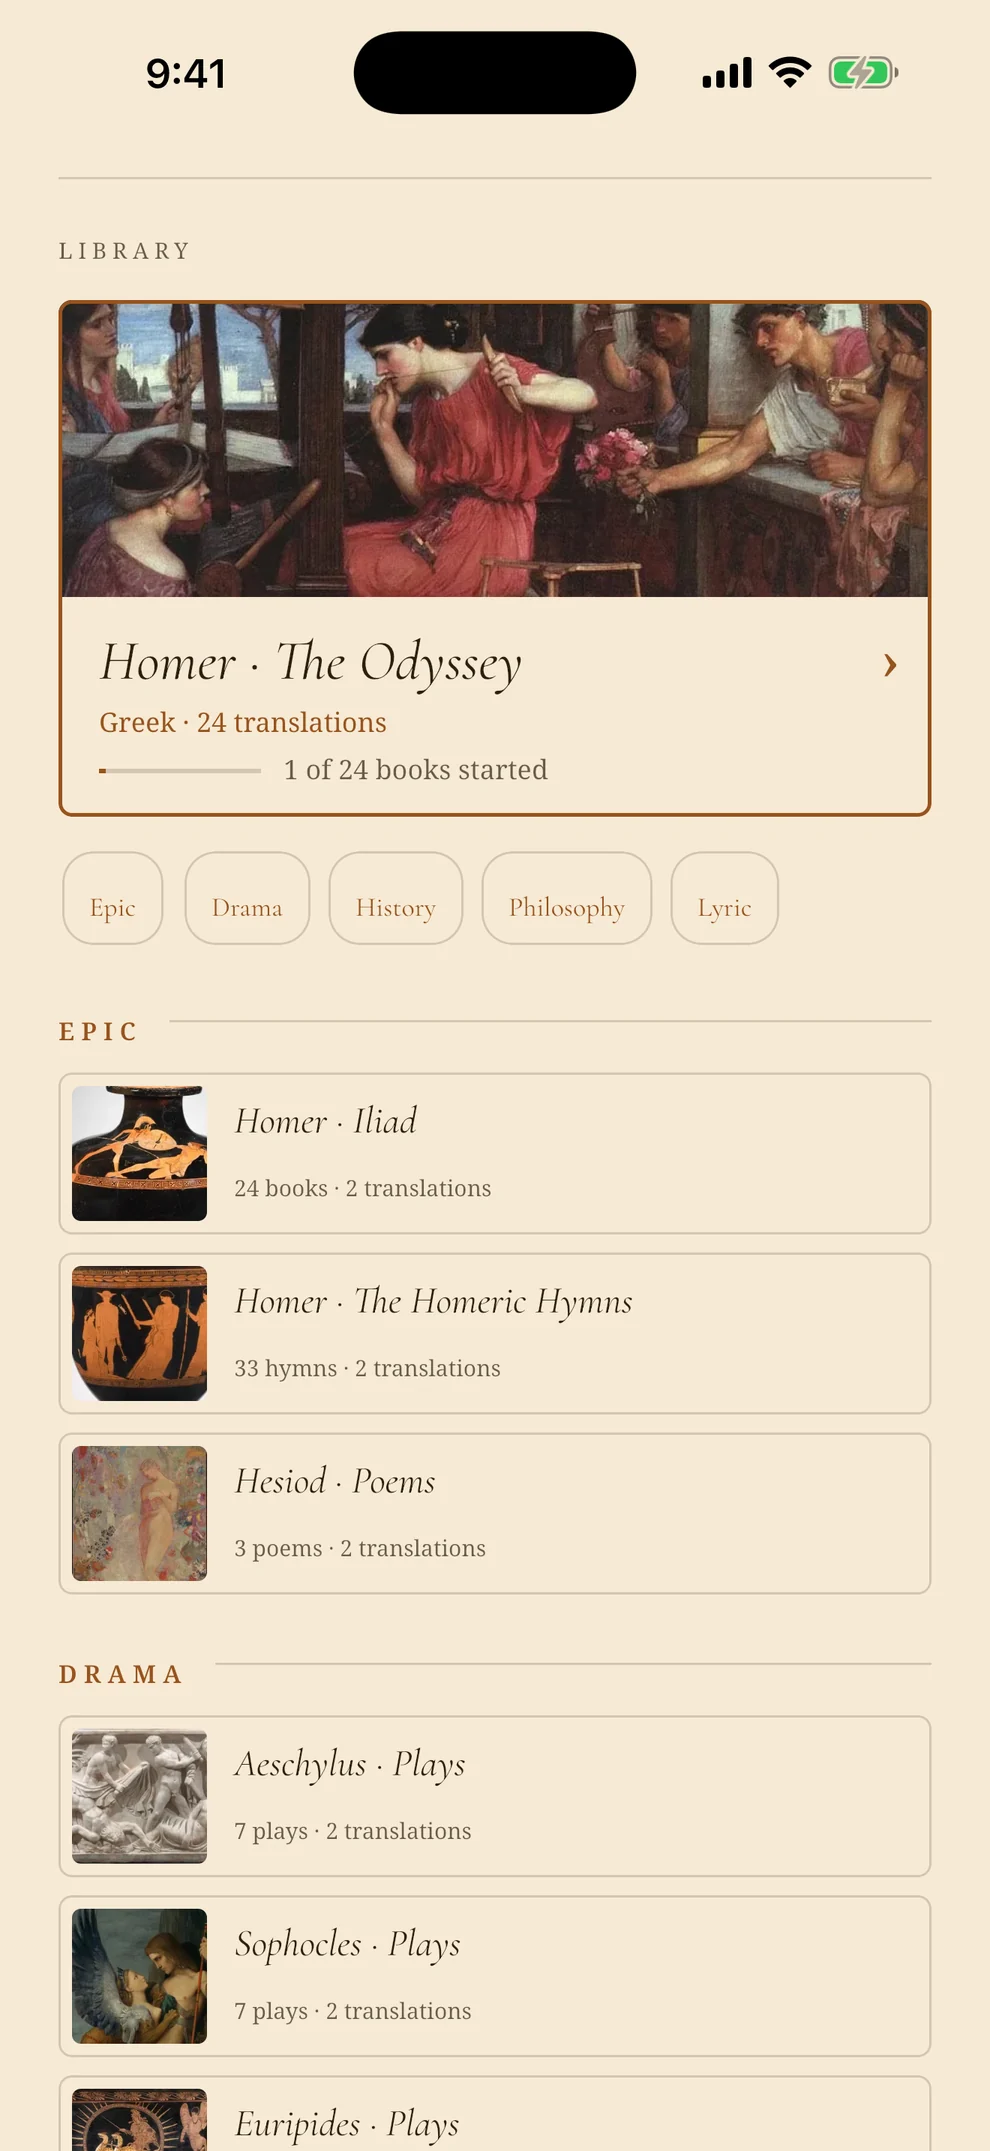 9:41
LIBRARY
Homer · The Odyssey
›
Greek · 24 translations
1 of 24 books started
Epic
Drama
History
Philosophy
Lyric
EPIC
Homer · Iliad
24 books · 2 translations
Homer · The Homeric Hymns
33 hymns · 2 translations
Hesiod · Poems
3 poems · 2 translations
DRAMA
Aeschylus · Plays
7 plays · 2 translations
Sophocles · Plays
7 plays · 2 translations
Euripides · Plays